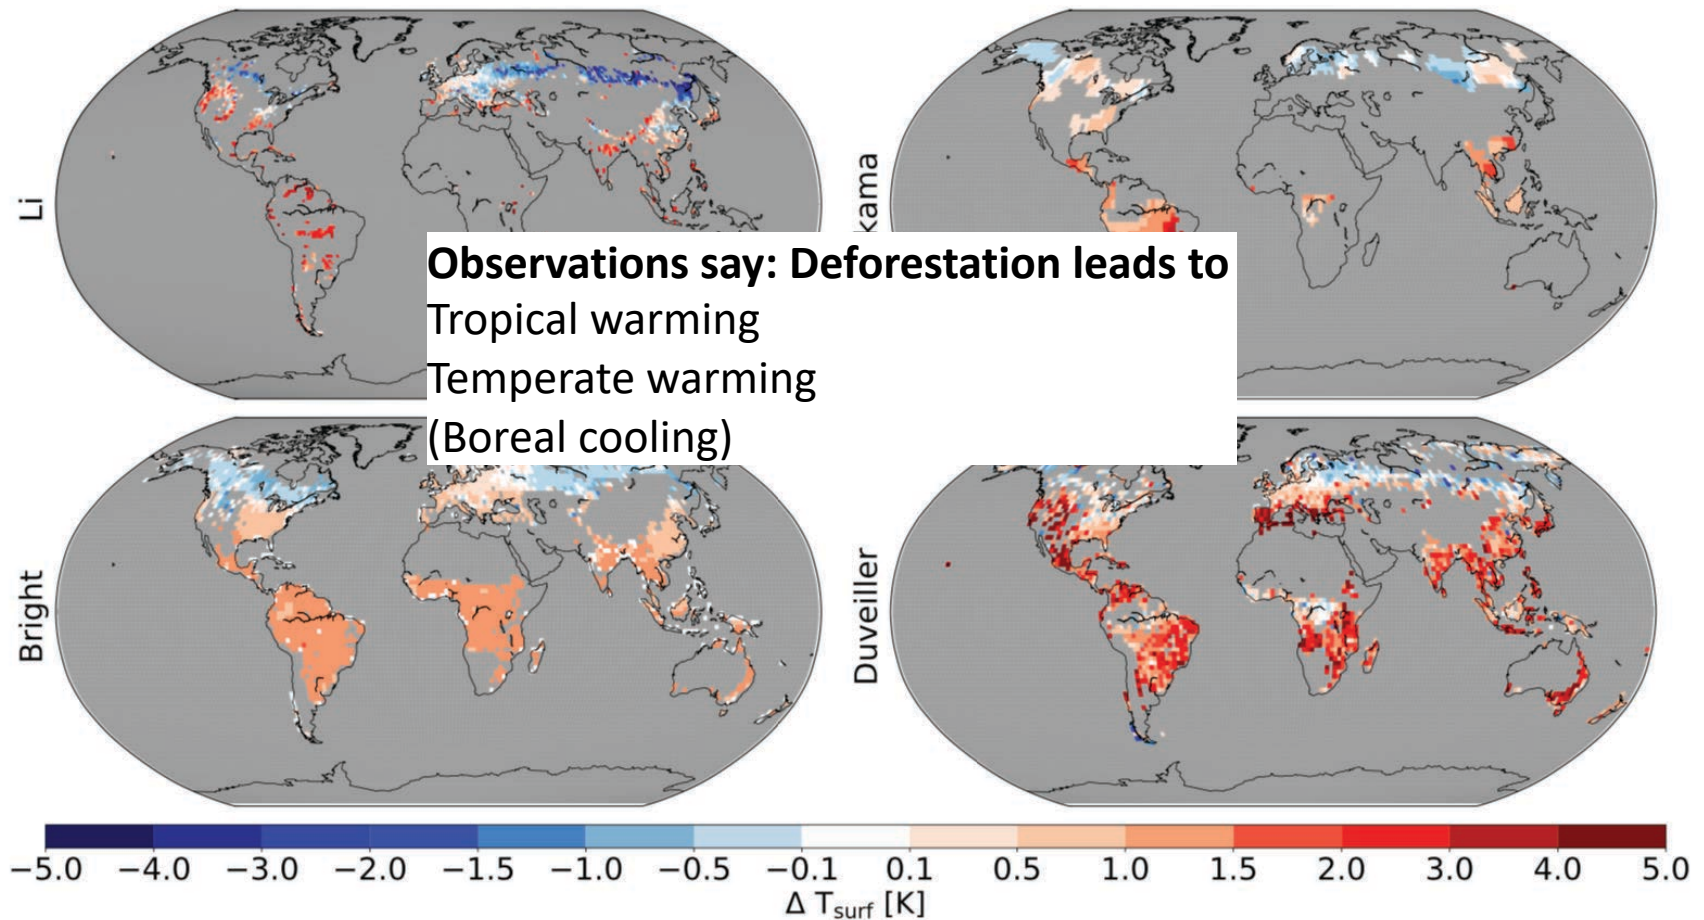 Li
kama
Observations say: Deforestation leads to
Tropical warming
Temperate warming
(Boreal cooling)
Bright
Duveiller
−5.0 −4.0 −3.0 −2.0 −1.5 −1.0 −0.5 −0.1 0.1 0.5 1.0 1.5 2.0 3.0 4.0 5.0
Δ T_surf [K]